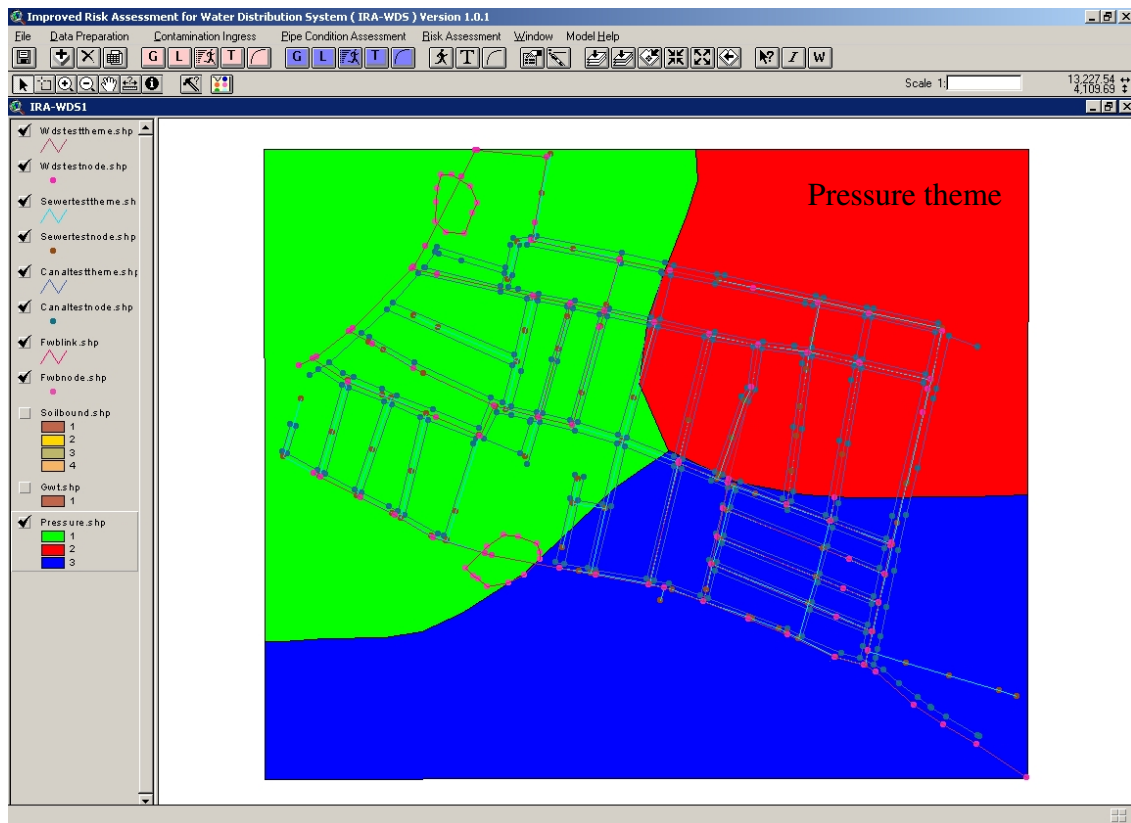 Improved Risk Assessment for Water Distribution System ( IRA-WDS ) Version 1.0.1
File Data Preparation Contamination Ingress Pipe Condition Assessment Risk Assessment Window Model Help
G L T G L T T I W
Scale 1: 13,227.54
4,109.69
IRA-WDS1
Wdstesttheme.shp
Wdstestnode.shp
Sewertesttheme.sh
Sewertestnode.shp
Canaltesttheme.shp
Canaltestnode.shp
Fwblink.shp
Fwbnode.shp
Soilbound.shp
1
2
3
4
Gwt.shp
1
Pressure.shp
1
2
3
Pressure theme